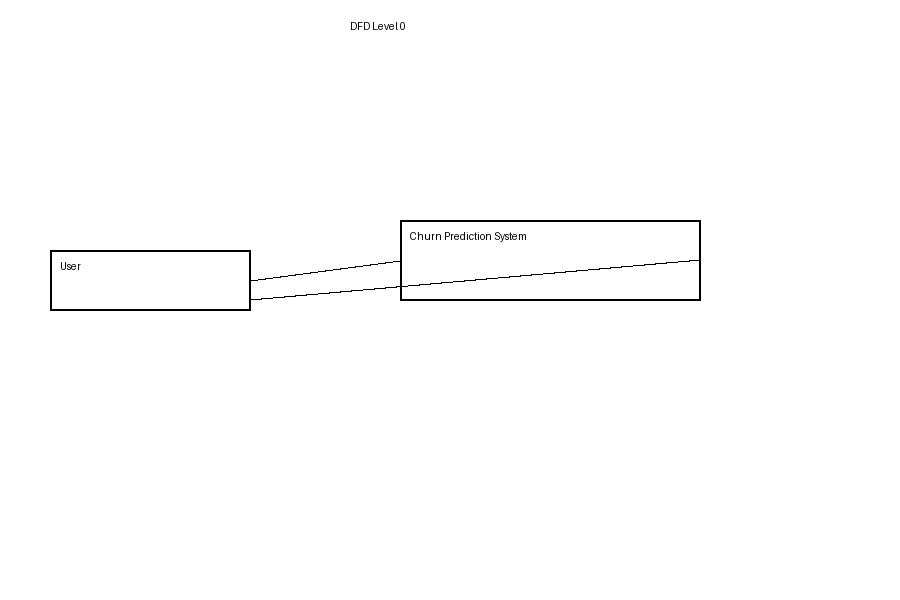 DFD Level 0
Churn Prediction System
User